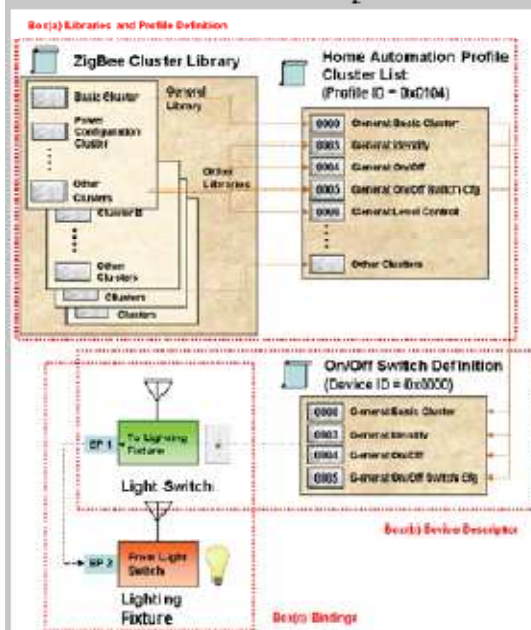 Box(a) Libraries and Profile Definition
ZigBee Cluster Library
Basic Cluster
Power
Configuration
Cluster
Other
Clusters
General
Library
Other
Libraries
Cluster B
Other
Clusters
Clusters
Clusters
Home Automation Profile
Cluster List
(Profile ID = 0x0104)
0000 General Basic Cluster
0003 General Identify
0004 General On/Off
0005 General On/Off Switch Cfg
0006 General Level Control
Other Clusters
On/Off Switch Definition
(Device ID = 0x0000)
0000 General Basic Cluster
0003 General Identify
0004 General On/Off
0005 General On/Off Switch Cfg
Device Descriptor
EP 1
To Lighting
Fixture
Light Switch
EP 2
From Light
Switch
Lighting
Fixture
Bindings